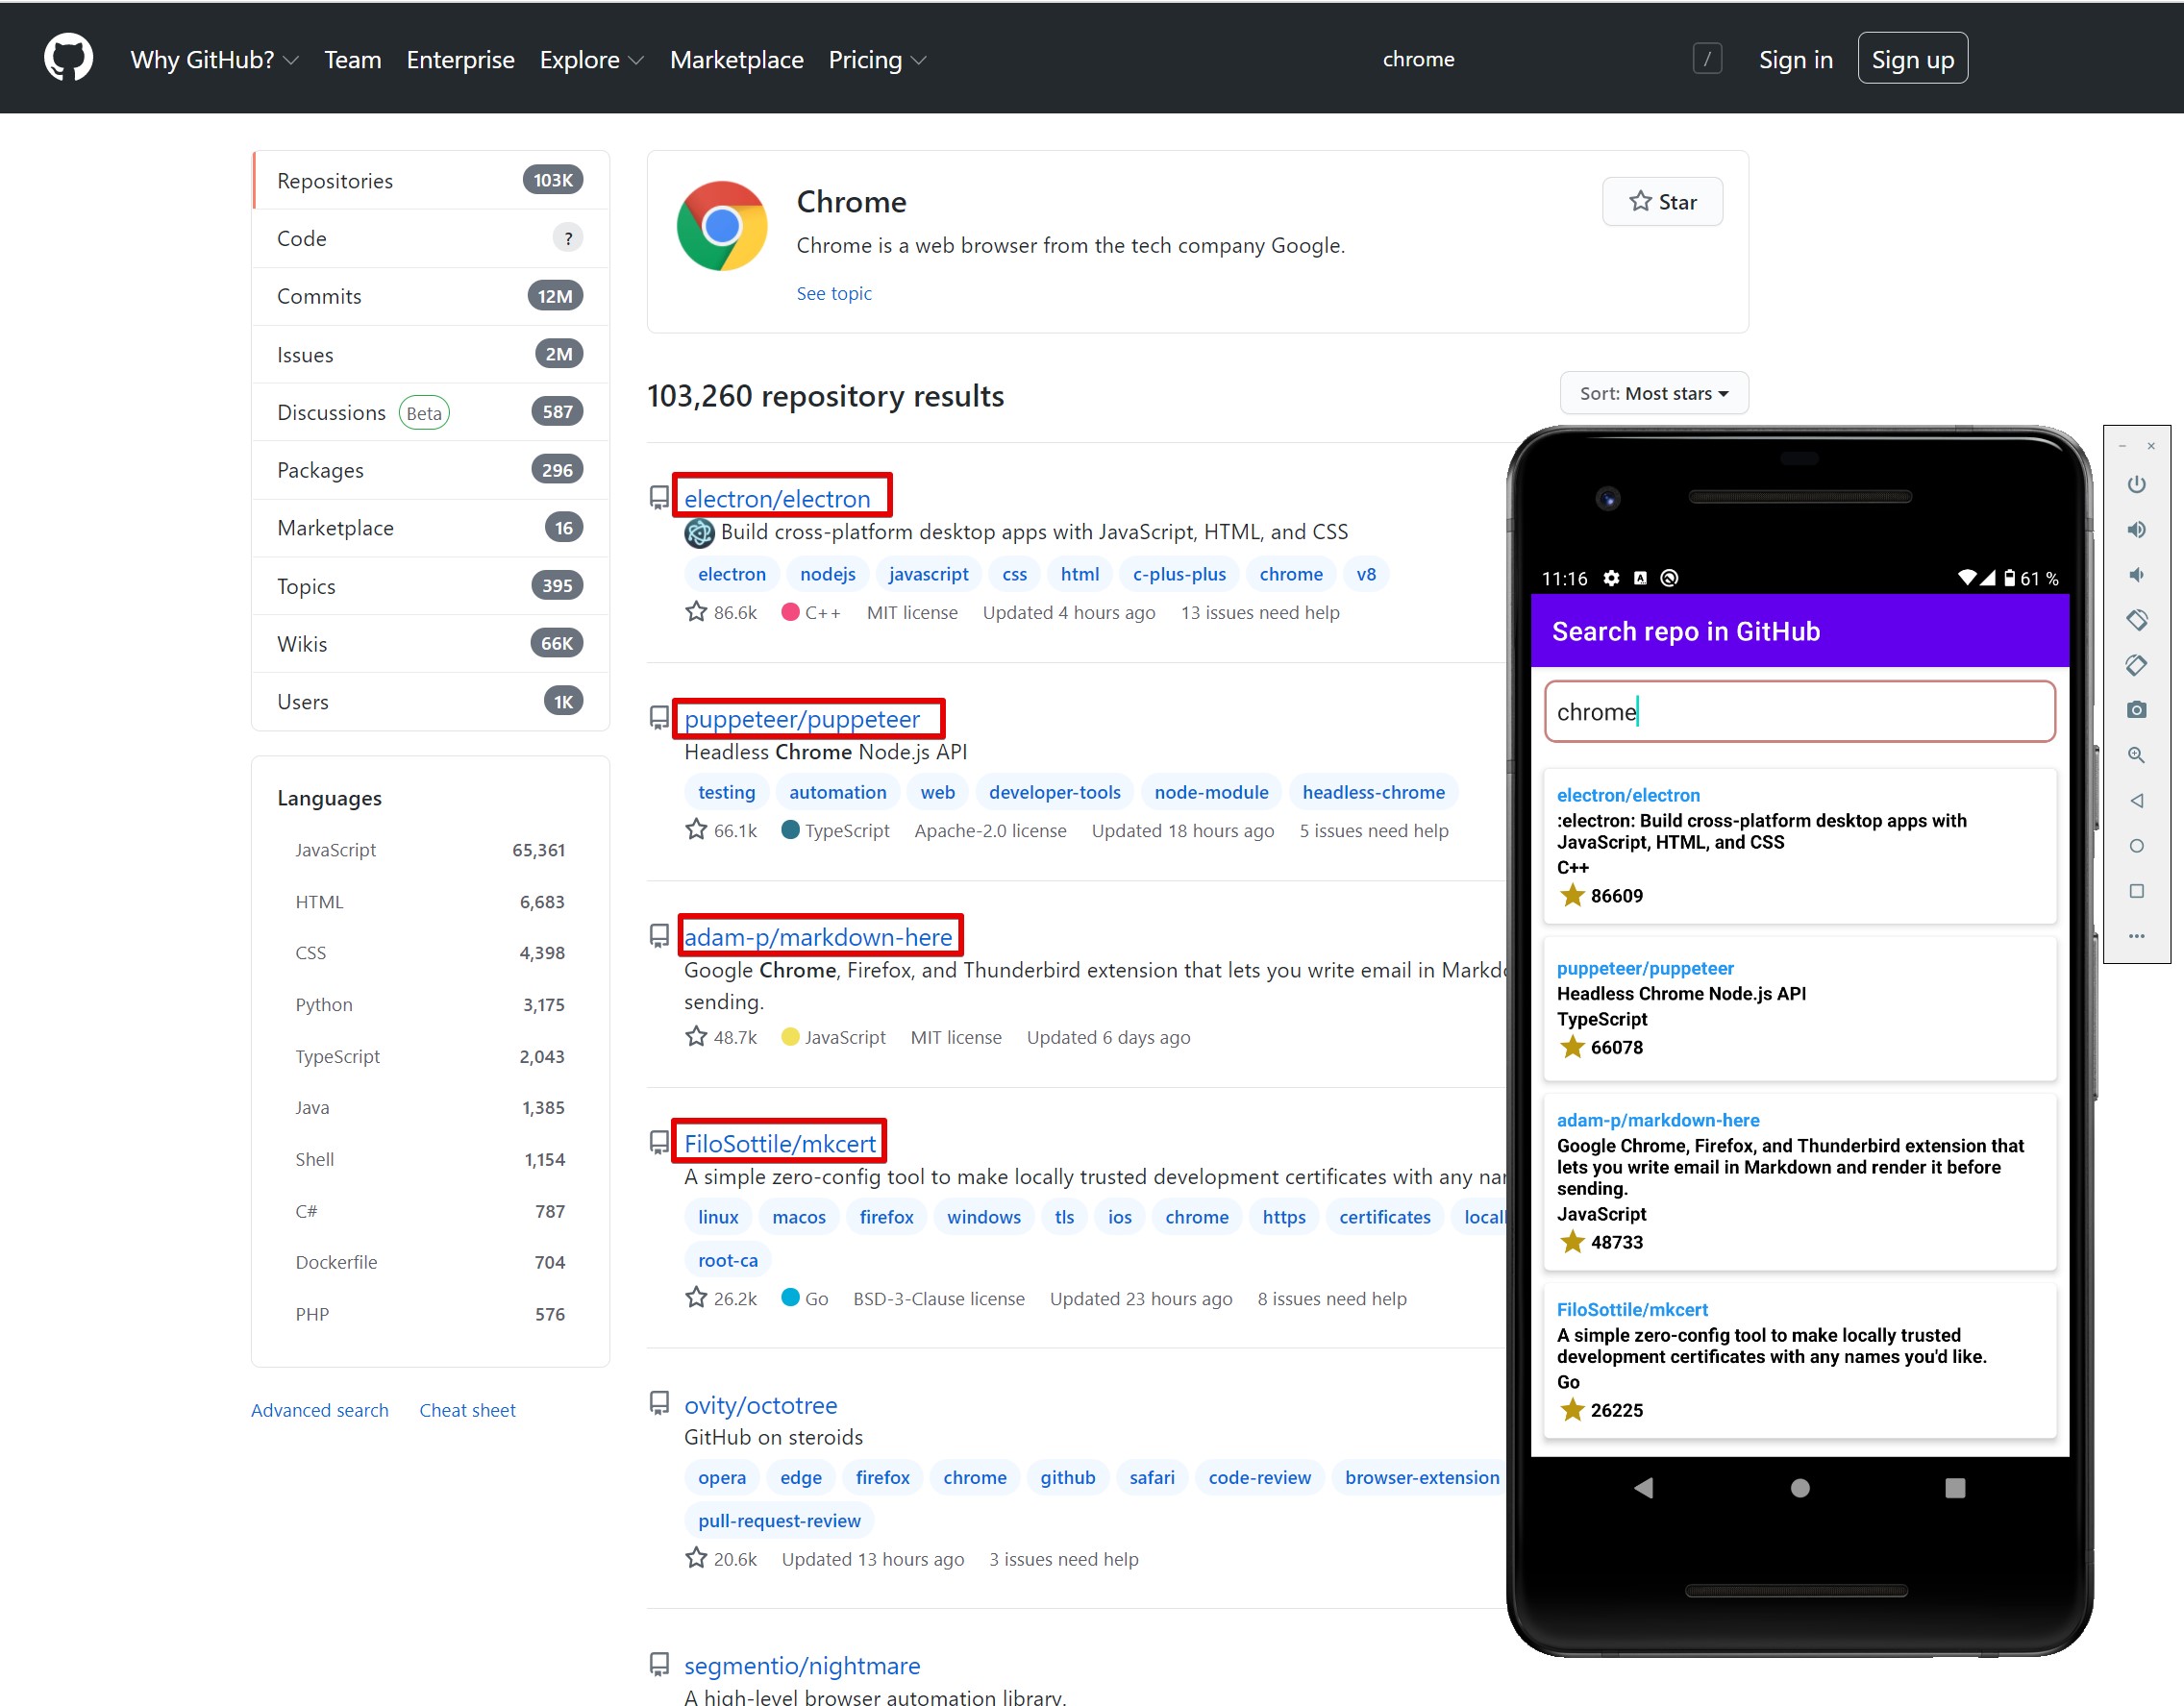 Why GitHub? Team Enterprise Explore Marketplace Pricing chrome / Sign in Sign up
Repositories 103K
Code ?
Commits 12M
Issues 2M
Discussions Beta 587
Packages 296
Marketplace 16
Topics 395
Wikis 66K
Users 1K
Languages
JavaScript 65,361
HTML 6,683
CSS 4,398
Python 3,175
TypeScript 2,043
Java 1,385
Shell 1,154
C# 787
Dockerfile 704
PHP 576
Advanced search Cheat sheet
Chrome
Star
Chrome is a web browser from the tech company Google.
See topic
103,260 repository results
Sort: Most stars
electron/electron
Build cross-platform desktop apps with JavaScript, HTML, and CSS
electron nodejs javascript css html c-plus-plus chrome v8
86.6k C++ MIT license Updated 4 hours ago 13 issues need help
puppeteer/puppeteer
Headless Chrome Node.js API
testing automation web developer-tools node-module headless-chrome
66.1k TypeScript Apache-2.0 license Updated 18 hours ago 5 issues need help
adam-p/markdown-here
Google Chrome, Firefox, and Thunderbird extension that lets you write email in
sending.
48.7k JavaScript MIT license Updated 6 days ago
FiloSottile/mkcert
A simple zero-config tool to make locally trusted development certificates with any
linux macos firefox windows tls ios chrome https certificates
root-ca
26.2k Go BSD-3-Clause license Updated 23 hours ago 8 issues need help
ovity/octotree
GitHub on steroids
opera edge firefox chrome github safari code-review browser-extension
pull-request-review
20.6k Updated 13 hours ago 3 issues need help
segmentio/nightmare
A high-level browser automation library.
11:16 61 %
Search repo in GitHub
chrome
electron/electron
:electron: Build cross-platform desktop apps with
JavaScript, HTML, and CSS
C++
86609
puppeteer/puppeteer
Headless Chrome Node.js API
TypeScript
66078
adam-p/markdown-here
Google Chrome, Firefox, and Thunderbird extension that
lets you write email in Markdown and render it before
sending.
JavaScript
48733
FiloSottile/mkcert
A simple zero-config tool to make locally trusted
development certificates with any names you'd like.
Go
26225